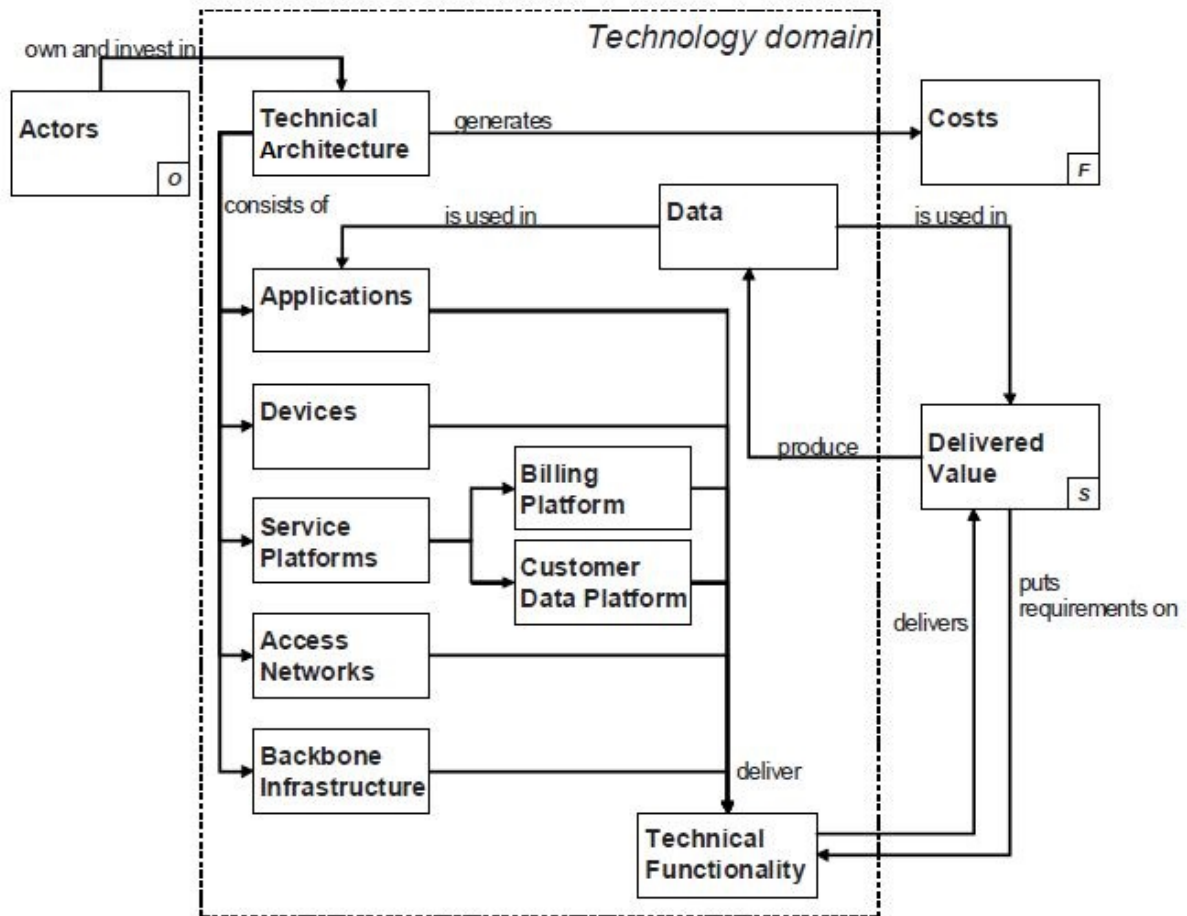 Technology domain
own and invest in
Actors
O
Technical
Architecture
generates
Costs
F
consists of
is used in
Data
is used in
Applications
Devices
produce
Delivered
Value
S
Billing
Platform
Service
Platforms
Customer
Data Platform
puts
requirements on
delivers
Access
Networks
Backbone
Infrastructure
deliver
Technical
Functionality